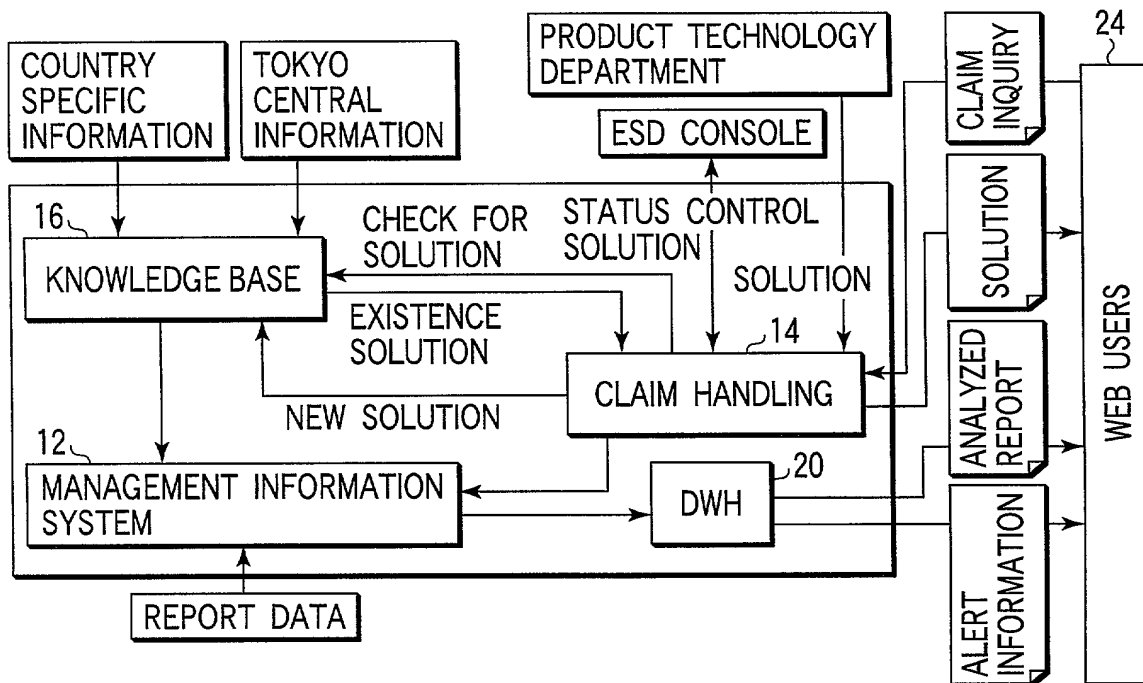 COUNTRY
SPECIFIC
INFORMATION
TOKYO
CENTRAL
INFORMATION
PRODUCT TECHNOLOGY
DEPARTMENT
ESD CONSOLE
CLAIM
INQUIRY
24
16
KNOWLEDGE BASE
CHECK FOR
SOLUTION
STATUS CONTROL
SOLUTION
SOLUTION
SOLUTION
EXISTENCE
SOLUTION
14
CLAIM HANDLING
NEW SOLUTION
ANALYZED
REPORT
WEB USERS
12
MANAGEMENT INFORMATION
SYSTEM
20
DWH
ALERT
INFORMATION
REPORT DATA